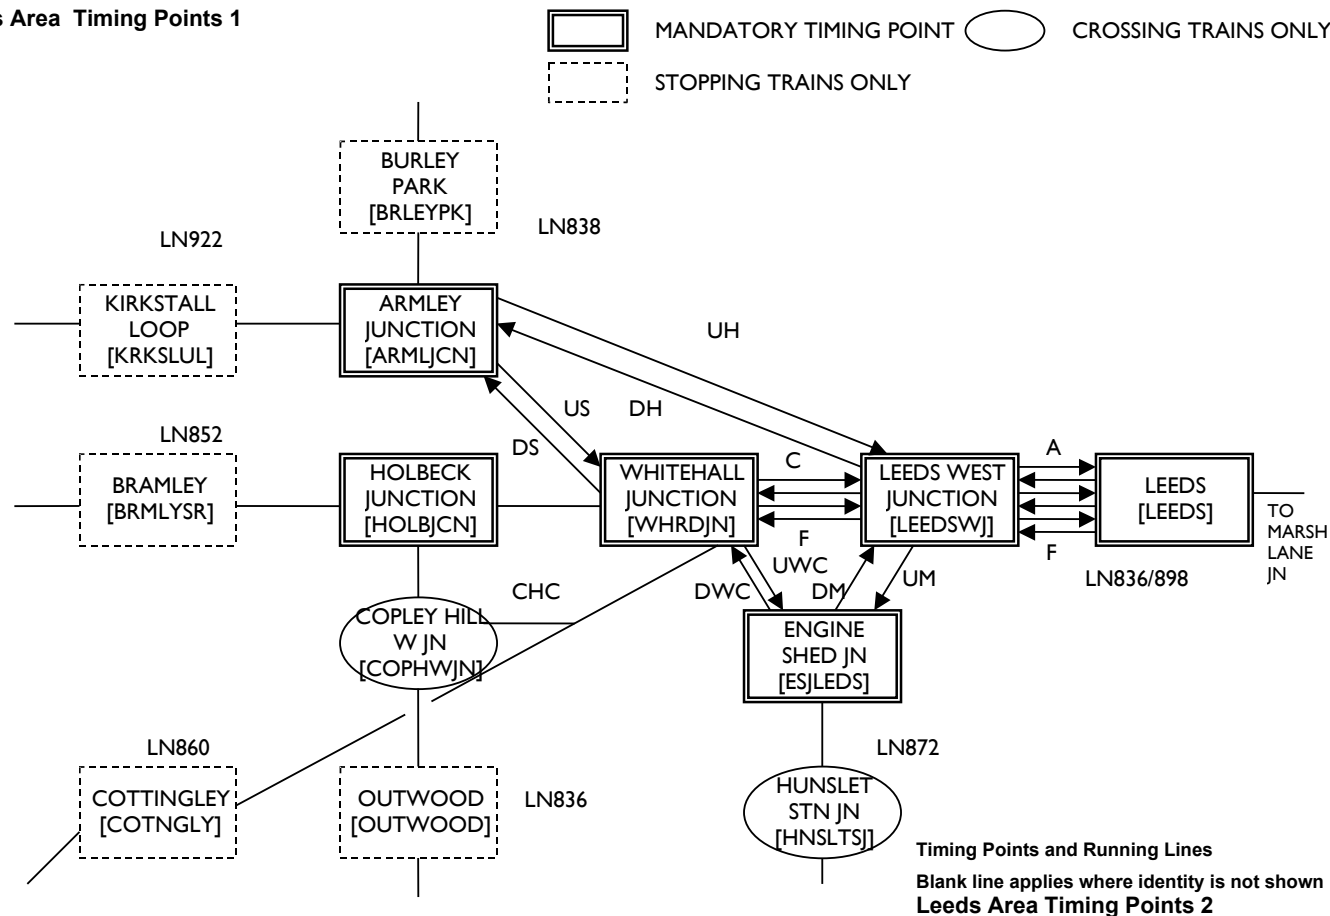 s Area Timing Points 1
MANDATORY TIMING POINT
CROSSING TRAINS ONLY
STOPPING TRAINS ONLY
BURLEY
PARK
[BRLEYPK]
LN838
LN922
KIRKSTALL
LOOP
[KRKSLUL]
ARMLEY
JUNCTION
[ARMLJCN]
UH
US
DH
DS
LN852
BRAMLEY
[BRMLYSR]
HOLBECK
JUNCTION
[HOLBJCN]
WHITEHALL
JUNCTION
[WHRDJN]
C
F
LEEDS WEST
JUNCTION
[LEEDSWJ]
A
F
LEEDS
[LEEDS]
TO
MARSH
LANE
JN
LN836/898
UWC
DWC
DM
UM
CHC
COPLEY HILL
W JN
[COPHWJN]
ENGINE
SHED JN
[ESJLEDS]
LN860
COTTINGLEY
[COTNGLY]
OUTWOOD
[OUTWOOD]
LN836
LN872
HUNSLET
STN JN
[HNSLTSJ]
Timing Points and Running Lines
Blank line applies where identity is not shown
Leeds Area Timing Points 2